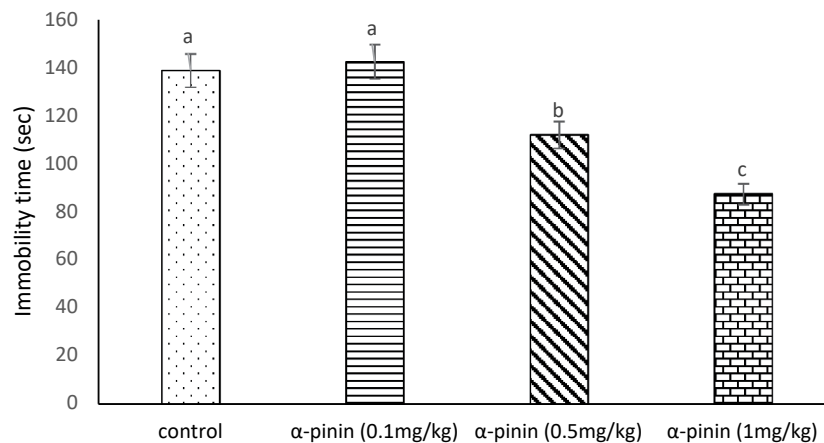 160
140
120
100
80
60
40
20
0
Immobility time (sec)
a
a
b
c
control
α-pinin (0.1mg/kg)
α-pinin (0.5mg/kg)
α-pinin (1mg/kg)